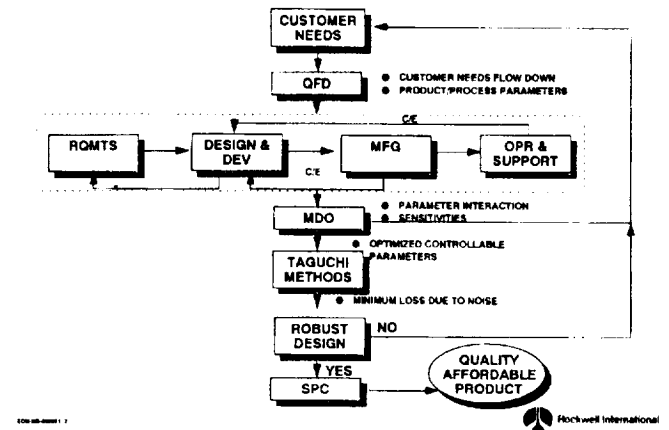 CUSTOMER
NEEDS
QFD
● CUSTOMER NEEDS FLOW DOWN
● PRODUCT/PROCESS PARAMETERS
C/E
RQMTS
DESIGN &
DEV
MFG
OPR &
SUPPORT
C/E
MDO
● PARAMETER INTERACTION
● SENSITIVITIES
TAGUCHI
METHODS
● OPTIMIZED CONTROLLABLE
PARAMETERS
● MINIMUM LOSS DUE TO NOISE
ROBUST
DESIGN
NO
YES
SPC
QUALITY
AFFORDABLE
PRODUCT
Rockwell International